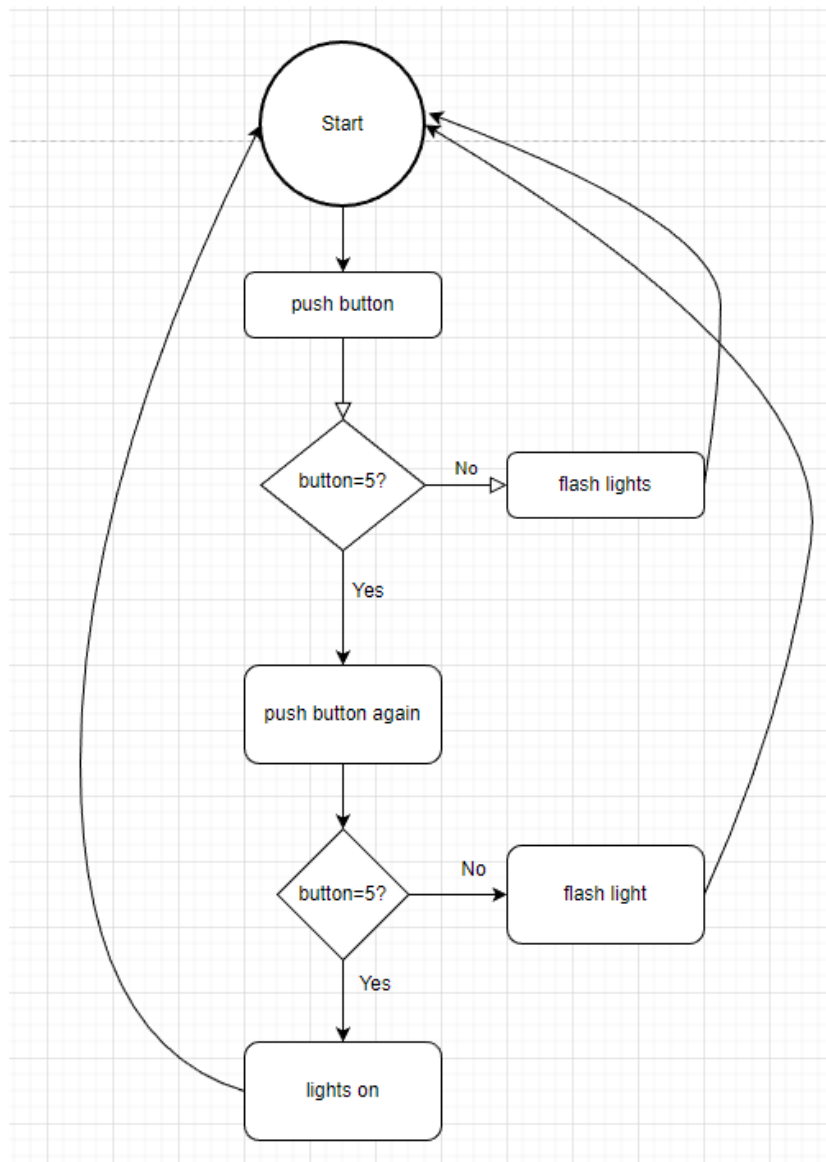 Start
push button
button=5?
No
flash lights
Yes
push button again
button=5?
No
flash light
Yes
lights on